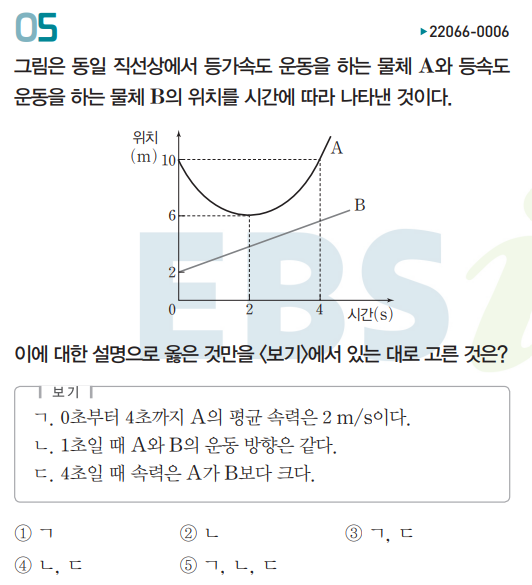 05
▶22066-0006
그림은 동일 직선상에서 등가속도 운동을 하는 물체 A와 등속도
운동을 하는 물체 B의 위치를 시간에 따라 나타낸 것이다.
위치
(m) 10
A
B
6
2
0 2 4 시간(s)
EBSi
이에 대한 설명으로 옳은 것만을 〈보기〉에서 있는 대로 고른 것은?
보기
ㄱ. 0초부터 4초까지 A의 평균 속력은 2 m/s이다.
ㄴ. 1초일 때 A와 B의 운동 방향은 같다.
ㄷ. 4초일 때 속력은 A가 B보다 크다.
① ㄱ ② ㄴ ③ ㄱ, ㄷ
④ ㄴ, ㄷ ⑤ ㄱ, ㄴ, ㄷ